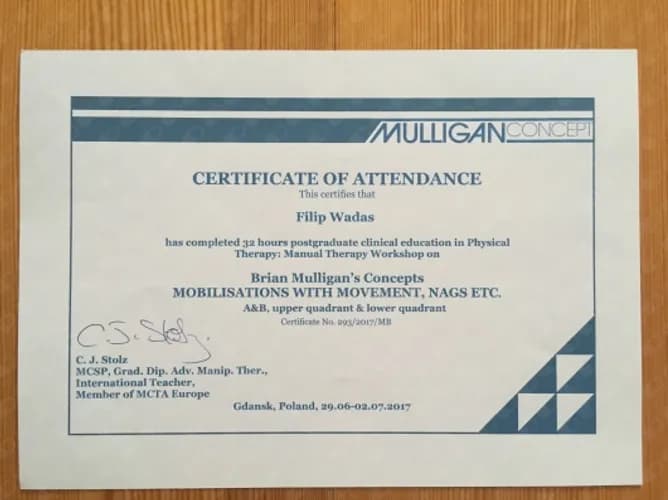 MULLIGAN CONCEPT
CERTIFICATE OF ATTENDANCE
This certifies that
Filip Wadas
has completed 32 hours postgraduate clinical education in Physical
Therapy: Manual Therapy Workshop on
Brian Mulligan's Concepts
MOBILISATIONS WITH MOVEMENT, NAGS ETC.
A&B, upper quadrant & lower quadrant
Certificate No. 293/2017/MB
C. J. Stolz.
C. J. Stolz
MCSP, Grad. Dip. Adv. Manip. Ther.,
International Teacher,
Member of MCTA Europe
Gdansk, Poland, 29.06-02.07.2017